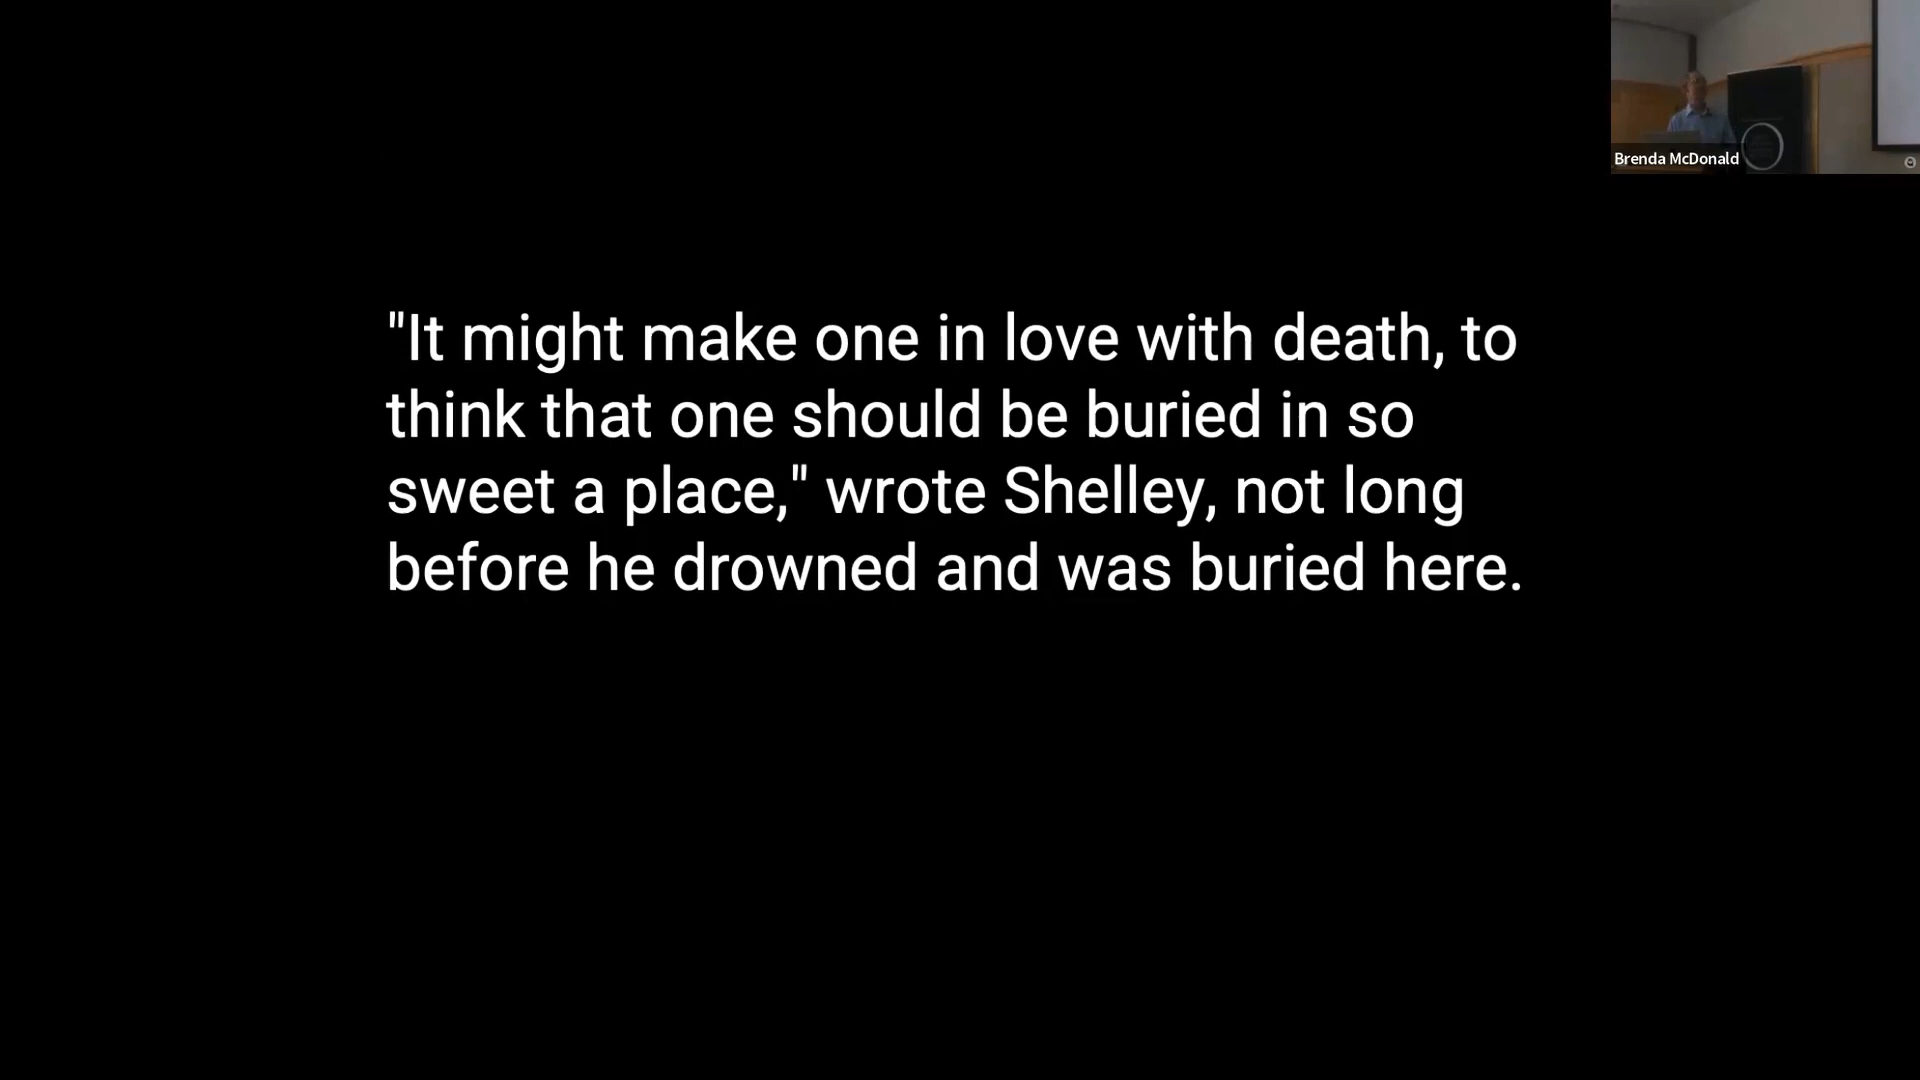 Brenda McDonald
"It might make one in love with death, to
think that one should be buried in so
sweet a place," wrote Shelley, not long
before he drowned and was buried here.